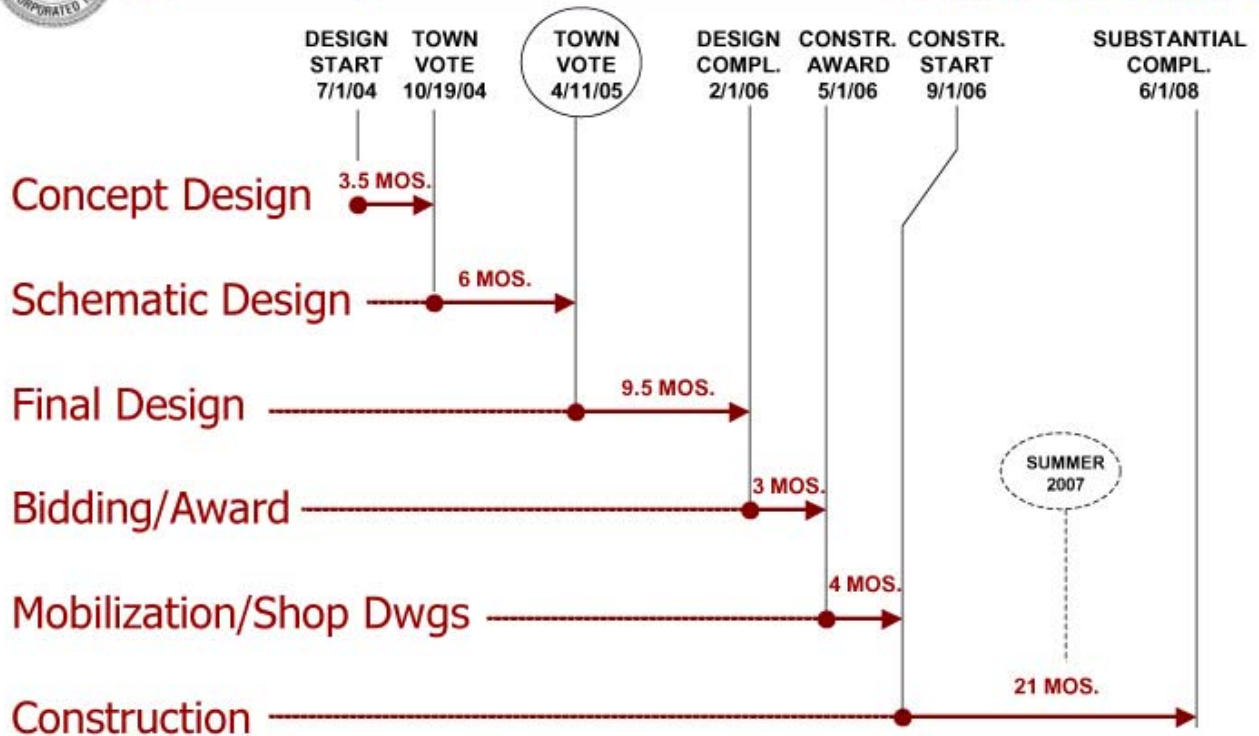 DESIGN START 7/1/04
TOWN VOTE 10/19/04
TOWN VOTE 4/11/05
DESIGN COMPL. 2/1/06
CONSTR. AWARD 5/1/06
CONSTR. START 9/1/06
SUBSTANTIAL COMPL. 6/1/08
Concept Design
3.5 MOS.
Schematic Design
6 MOS.
Final Design
9.5 MOS.
SUMMER
2007
Bidding/Award
3 MOS.
Mobilization/Shop Dwgs
4 MOS.
Construction
21 MOS.